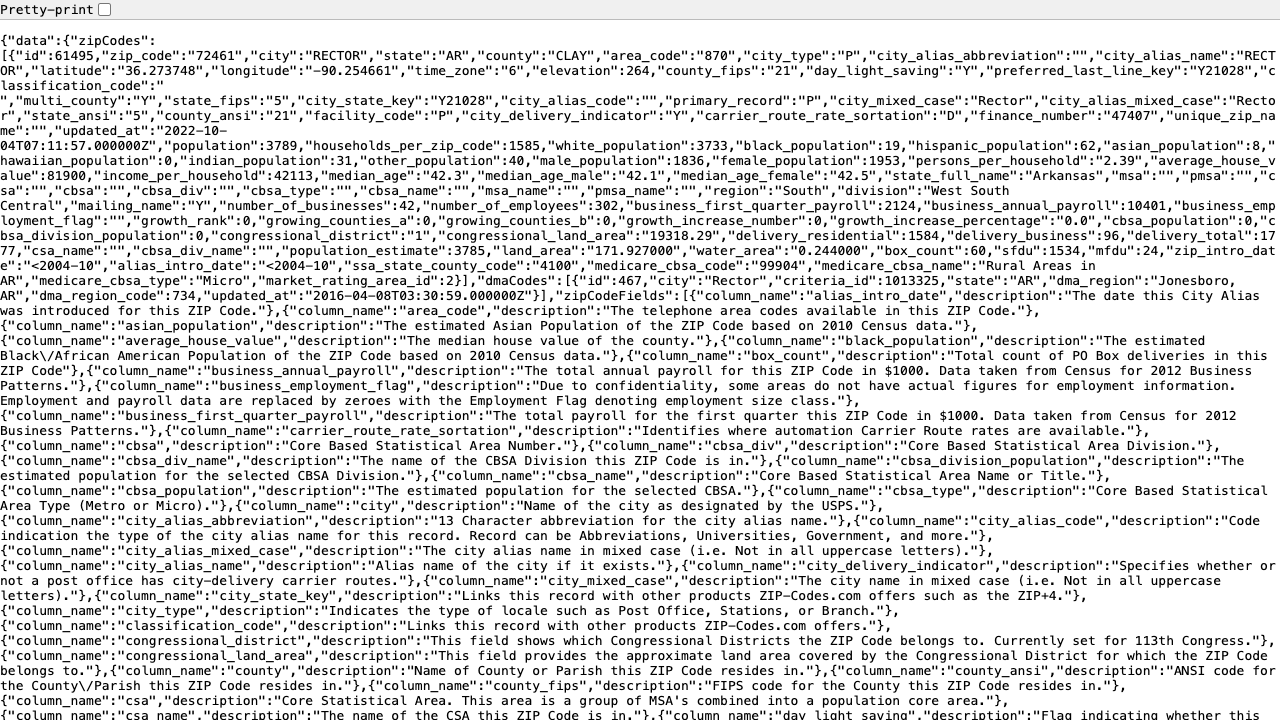 Pretty-print
{"data":{"zipCodes":
[{"id":61495,"zip_code":"72461","city":"RECTOR","state":"AR","county":"CLAY","area_code":"870","city_type":"P","city_alias_abbreviation":"","city_alias_name":"RECT
OR","latitude":"36.273748","longitude":"-90.254661","time_zone":"6","elevation":264,"county_fips":"21","day_light_saving":"Y","preferred_last_line_key":"Y21028","c
lassification_code":"
","multi_county":"Y","state_fips":"5","city_state_key":"Y21028","city_alias_code":"","primary_record":"P","city_mixed_case":"Rector","city_alias_mixed_case":"Recto
r","state_ansi":"5","county_ansi":"21","facility_code":"P","city_delivery_indicator":"Y","carrier_route_rate_sortation":"D","finance_number":"47407","unique_zip_na
me":"","updated_at":"2022-10-
04T07:11:57.000000Z","population":3789,"households_per_zip_code":1585,"white_population":3733,"black_population":19,"hispanic_population":62,"asian_population":8,"
hawaiian_population":0,"indian_population":31,"other_population":40,"male_population":1836,"female_population":1953,"persons_per_household":"2.39","average_house_v
alue":81900,"income_per_household":42113,"median_age":"42.3","median_age_male":"42.1","median_age_female":"42.5","state_full_name":"Arkansas","msa":"","pmsa":"","c
sa":"","cbsa":"","cbsa_div":"","cbsa_type":"","cbsa_name":"","msa_name":"","pmsa_name":"","region":"South","division":"West South
Central","mailing_name":"Y","number_of_businesses":42,"number_of_employees":302,"business_first_quarter_payroll":2124,"business_annual_payroll":10401,"business_emp
loyment_flag":"","growth_rank":0,"growing_counties_a":0,"growing_counties_b":0,"growth_increase_number":0,"growth_increase_percentage":"0.0","cbsa_population":0,"c
bsa_division_population":0,"congressional_district":"1","congressional_land_area":"19318.29","delivery_residential":1584,"delivery_business":96,"delivery_total":17
77,"csa_name":"","cbsa_div_name":"","population_estimate":3785,"land_area":"171.927000","water_area":"0.244000","box_count":60,"sfdu":1534,"mfdu":24,"zip_intro_dat
e":"<2004-10","alias_intro_date":"<2004-10","ssa_state_county_code":"4100","medicare_cbsa_code":"99904","medicare_cbsa_name":"Rural Areas in
AR","medicare_cbsa_type":"Micro","market_rating_area_id":2}],"dmaCodes":[{"id":467,"city":"Rector","criteria_id":1013325,"state":"AR","dma_region":"Jonesboro,
AR","dma_region_code":734,"updated_at":"2016-04-08T03:30:59.000000Z"}],"zipCodeFields":[{"column_name":"alias_intro_date","description":"The date this City Alias
was introduced for this ZIP Code."},{"column_name":"area_code","description":"The telephone area codes available in this ZIP Code."},
{"column_name":"asian_population","description":"The estimated Asian Population of the ZIP Code based on 2010 Census data."},
{"column_name":"average_house_value","description":"The median house value of the county."},{"column_name":"black_population","description":"The estimated
Black\/African American Population of the ZIP Code based on 2010 Census data."},{"column_name":"box_count","description":"Total count of PO Box deliveries in this
ZIP Code"},{"column_name":"business_annual_payroll","description":"The total annual payroll for this ZIP Code in $1000. Data taken from Census for 2012 Business
Patterns."},{"column_name":"business_employment_flag","description":"Due to confidentiality, some areas do not have actual figures for employment information.
Employment and payroll data are replaced by zeroes with the Employment Flag denoting employment size class."},
{"column_name":"business_first_quarter_payroll","description":"The total payroll for the first quarter this ZIP Code in $1000. Data taken from Census for 2012
Business Patterns."},{"column_name":"carrier_route_rate_sortation","description":"Identifies where automation Carrier Route rates are available."},
{"column_name":"cbsa","description":"Core Based Statistical Area Number."},{"column_name":"cbsa_div","description":"Core Based Statistical Area Division."},
{"column_name":"cbsa_div_name","description":"The name of the CBSA Division this ZIP Code is in."},{"column_name":"cbsa_division_population","description":"The
estimated population for the selected CBSA Division."},{"column_name":"cbsa_name","description":"Core Based Statistical Area Name or Title."},
{"column_name":"cbsa_population","description":"The estimated population for the selected CBSA."},{"column_name":"cbsa_type","description":"Core Based Statistical
Area Type (Metro or Micro)."},{"column_name":"city","description":"Name of the city as designated by the USPS."},
{"column_name":"city_alias_abbreviation","description":"13 Character abbreviation for the city alias name."},{"column_name":"city_alias_code","description":"Code
indication the type of the city alias name for this record. Record can be Abbreviations, Universities, Government, and more."},
{"column_name":"city_alias_mixed_case","description":"The city alias name in mixed case (i.e. Not in all uppercase letters)."},
{"column_name":"city_alias_name","description":"Alias name of the city if it exists."},{"column_name":"city_delivery_indicator","description":"Specifies whether or
not a post office has city-delivery carrier routes."},{"column_name":"city_mixed_case","description":"The city name in mixed case (i.e. Not in all uppercase
letters)."},{"column_name":"city_state_key","description":"Links this record with other products ZIP-Codes.com offers such as the ZIP+4."},
{"column_name":"city_type","description":"Indicates the type of locale such as Post Office, Stations, or Branch."},
{"column_name":"classification_code","description":"Links this record with other products ZIP-Codes.com offers."},
{"column_name":"congressional_district","description":"This field shows which Congressional Districts the ZIP Code belongs to. Currently set for 113th Congress."},
{"column_name":"congressional_land_area","description":"This field provides the approximate land area covered by the Congressional District for which the ZIP Code
belongs to."},{"column_name":"county","description":"Name of County or Parish this ZIP Code resides in."},{"column_name":"county_ansi","description":"ANSI code for
the County\/Parish this ZIP Code resides in."},{"column_name":"county_fips","description":"FIPS code for the County this ZIP Code resides in."},
{"column_name":"csa","description":"Core Statistical Area. This area is a group of MSA's combined into a population core area."},
{"column_name":"csa_name","description":"The name of the CSA this ZIP Code is in."},{"column_name":"day_light_saving","description":"Flag indicating whether this